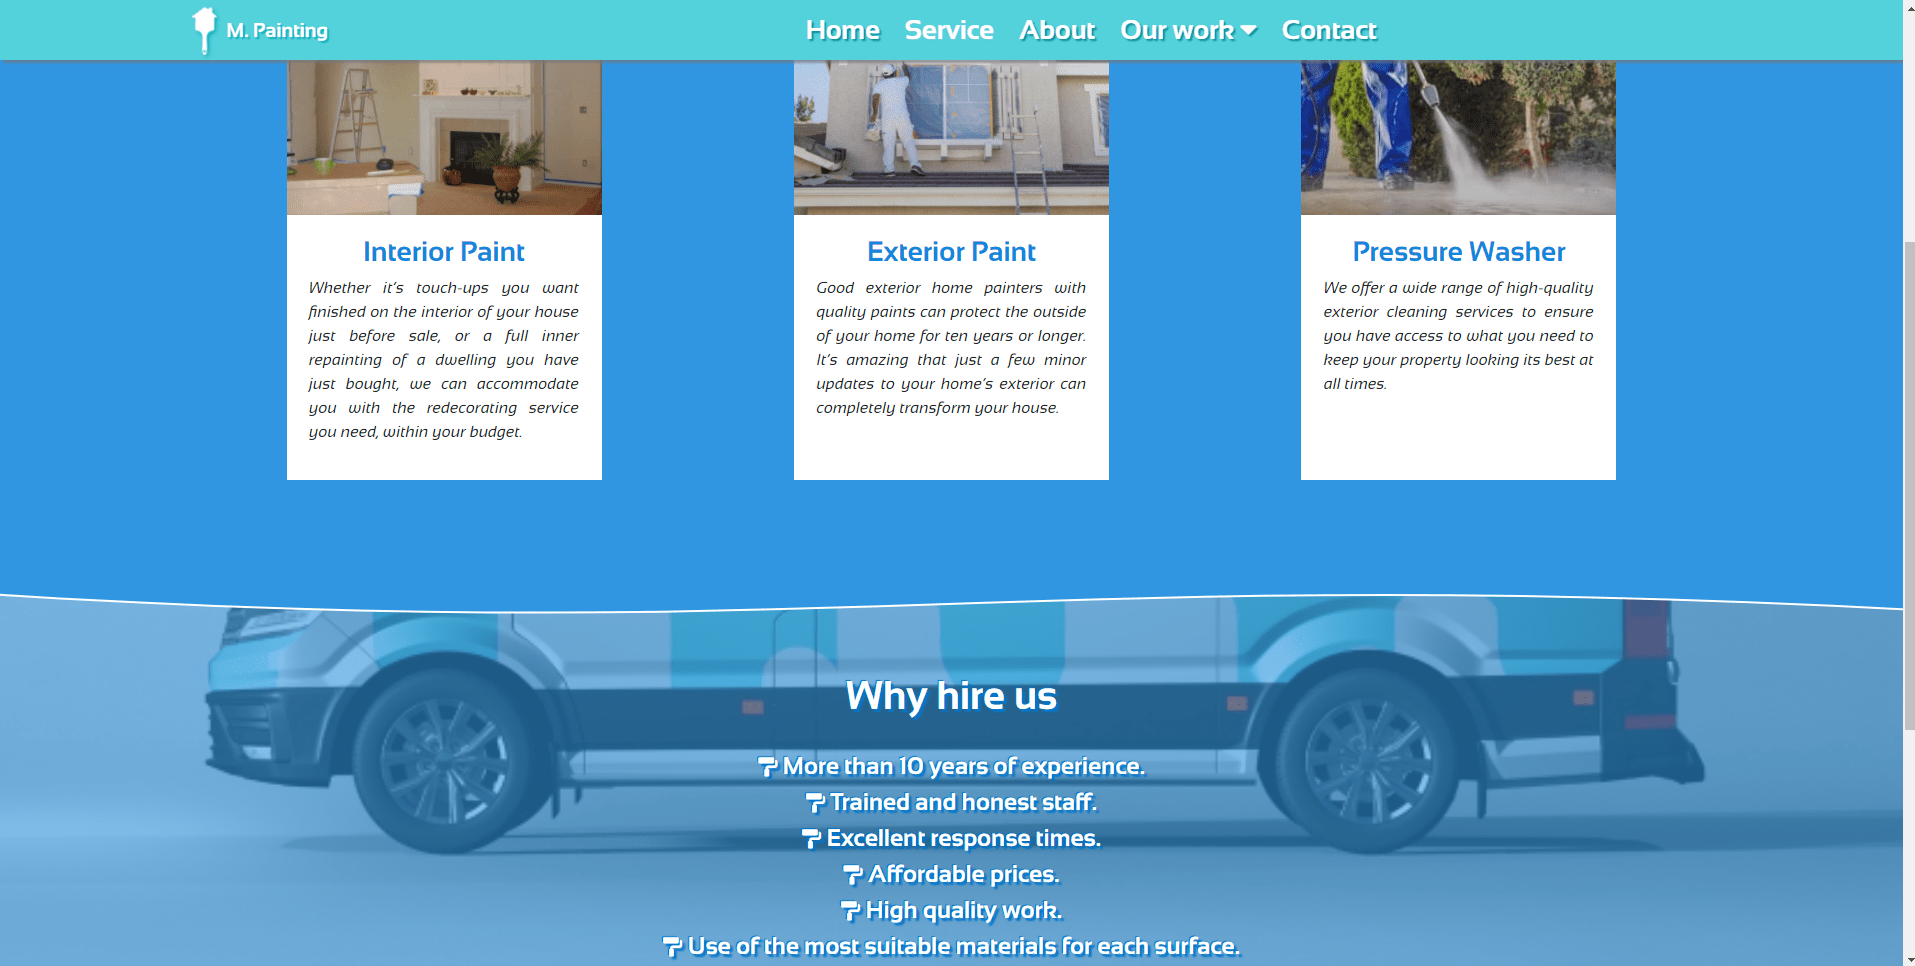 M. Painting
Home Service About Our work Contact
Interior Paint
Whether it’s touch-ups you want
finished on the interior of your house
just before sale, or a full inner
repainting of a dwelling you have
just bought, we can accommodate
you with the redecorating service
you need, within your budget.
Exterior Paint
Good exterior home painters with
quality paints can protect the outside
of your home for ten years or longer.
It’s amazing that just a few minor
updates to your home’s exterior can
completely transform your house.
Pressure Washer
We offer a wide range of high-quality
exterior cleaning services to ensure
you have access to what you need to
keep your property looking its best at
all times.
Why hire us
More than 10 years of experience.
Trained and honest staff.
Excellent response times.
Affordable prices.
High quality work.
Use of the most suitable materials for each surface.